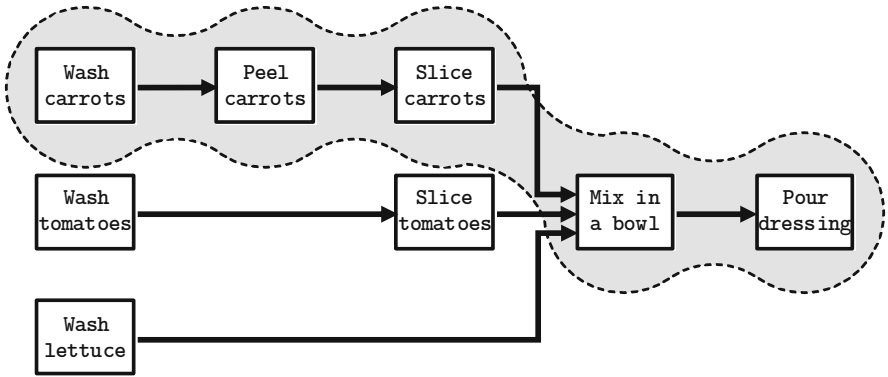 Wash
carrots
Peel
carrots
Slice
carrots
Wash
tomatoes
Slice
tomatoes
Mix in
a bowl
Pour
dressing
Wash
lettuce